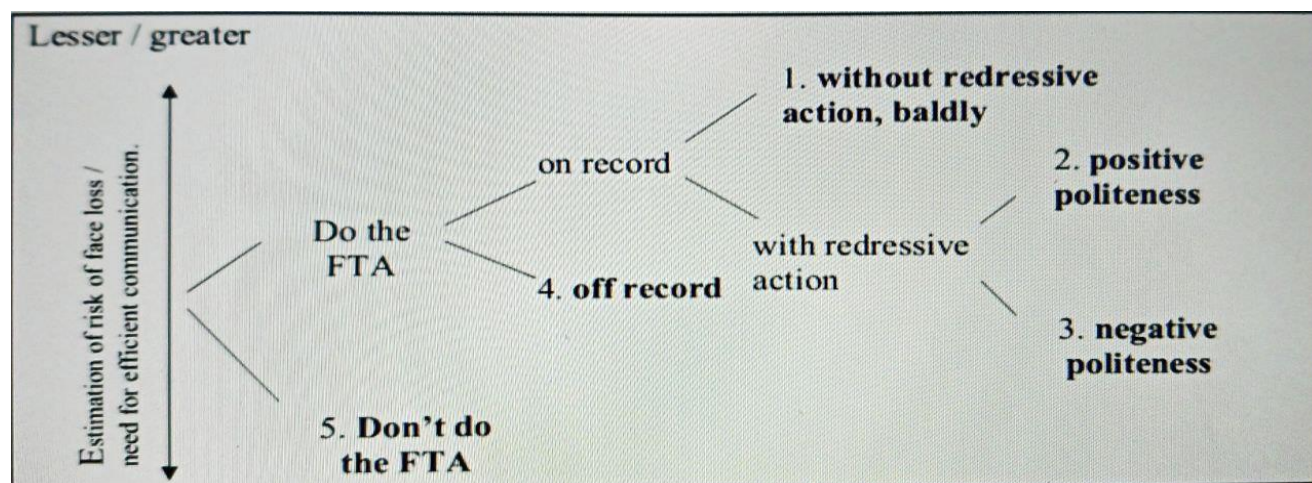 Lesser / greater
Estimation of risk of face loss /
need for efficient communication.
1. without redressive
action, baldly
on record
2. positive
politeness
Do the
FTA
with redressive
action
4. off record
3. negative
politeness
5. Don't do
the FTA